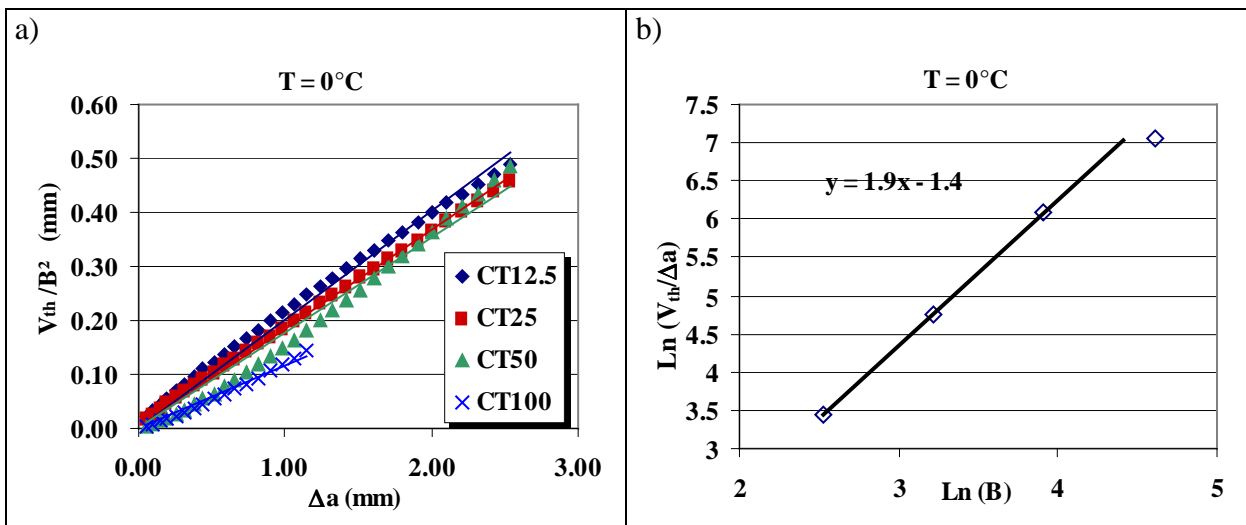 a)
T = 0°C
0.60
0.50
0.40
0.30
0.20
0.10
0.00
V_th /B² (mm)
CT12.5
CT25
CT50
CT100
0.00 1.00 2.00 3.00
Δa (mm)
b)
T = 0°C
7.5
7
6.5
6
5.5
5
4.5
4
3.5
3
Ln (V_th/Δa)
y = 1.9x - 1.4
2 3 4 5
Ln (B)